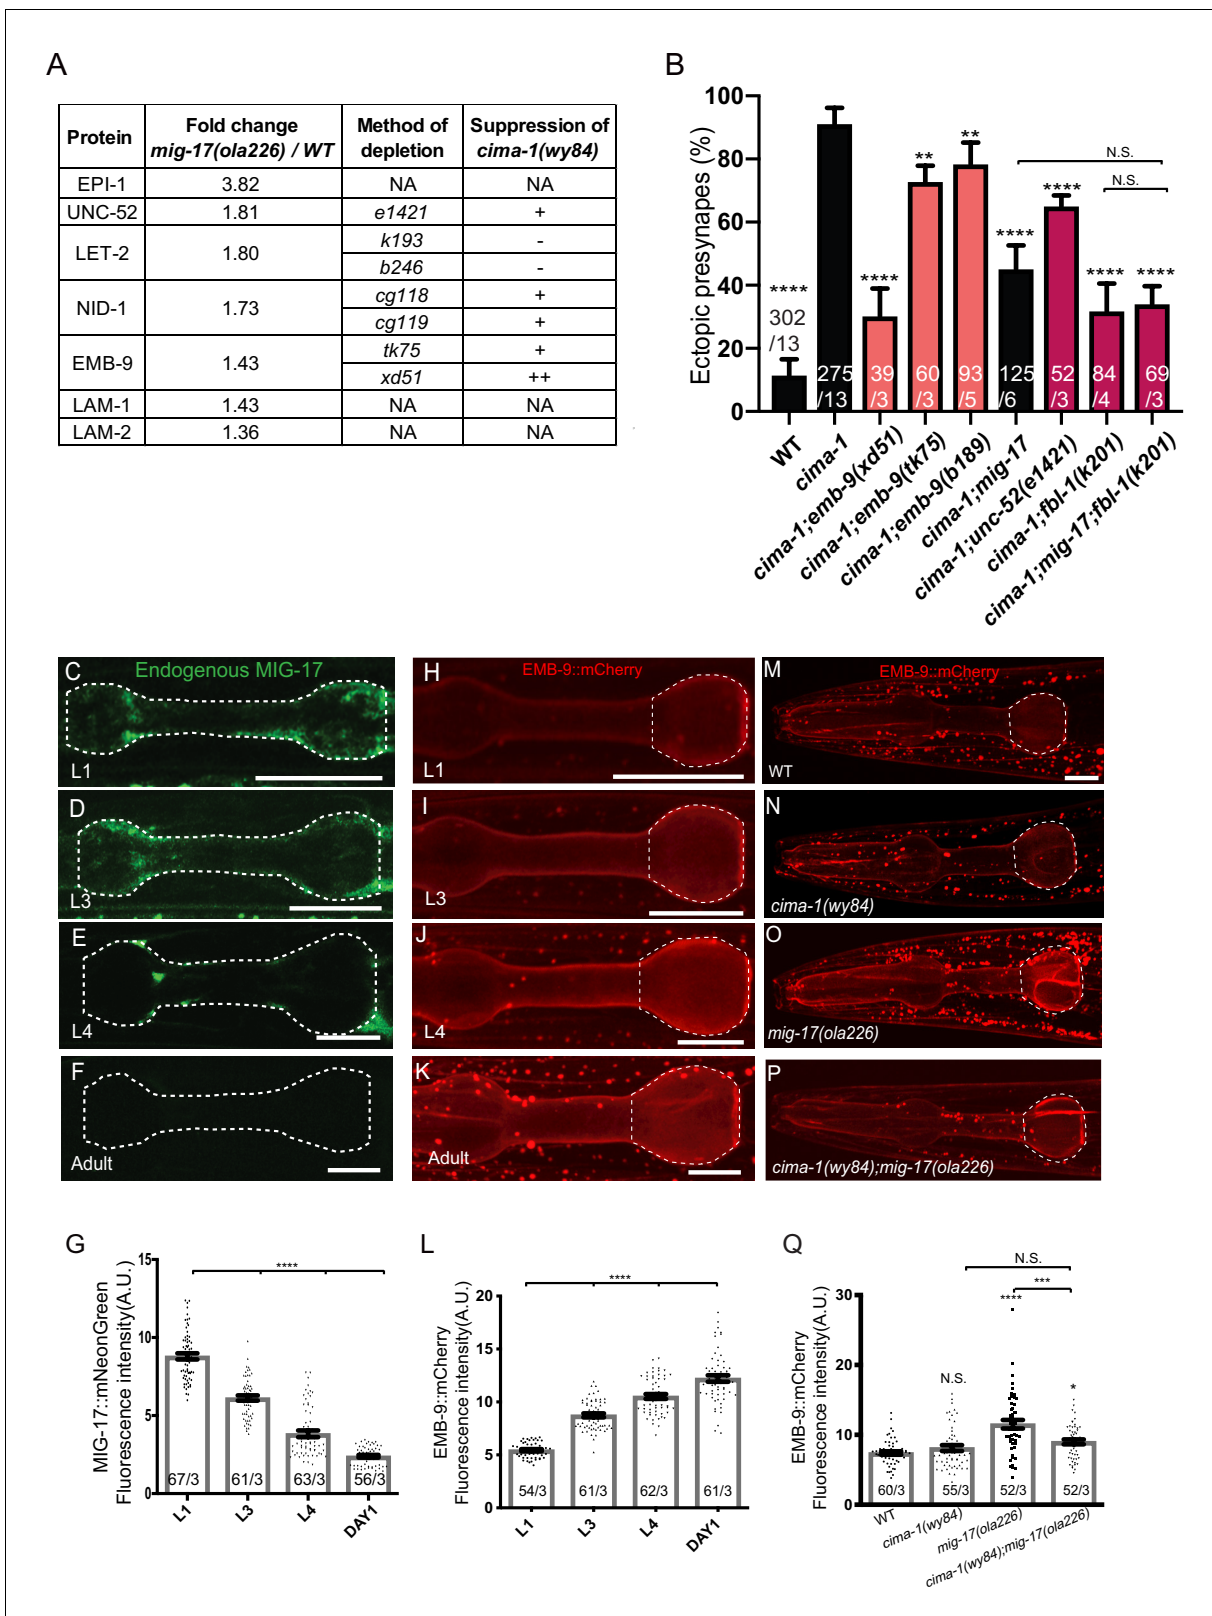 A
Protein
Fold change
mig-17(ola226) / WT
Method of
depletion
Suppression of
cima-1(wy84)
EPI-1 3.82 NA NA
UNC-52 1.81 e1421 +
LET-2 1.80 k193 -
b246 -
NID-1 1.73 cg118 +
cg119 +
EMB-9 1.43 tk75 +
xd51 ++
LAM-1 1.43 NA NA
LAM-2 1.36 NA NA
B
Ectopic presynapes (%)
100
80
60
40
20
0
N.S.
N.S.
****
****
**
**
****
****
****
****
302
/13
275
/13
39
/3
60
/3
93
/5
125
/6
52
/3
84
/4
69
/3
WT
cima-1
cima-1;emb-9(xd51)
cima-1;emb-9(tk75)
cima-1;emb-9(b189)
cima-1;mig-17
cima-1;unc-52(e1421)
cima-1;fbl-1(k201)
cima-1;mig-17;fbl-1(k201)
C
Endogenous MIG-17
L1
D
L3
E
L4
F
Adult
H
EMB-9::mCherry
L1
I
L3
J
L4
K
Adult
M
EMB-9::mCherry
WT
N
cima-1(wy84)
O
mig-17(ola226)
P
cima-1(wy84);mig-17(ola226)
G
MIG-17::mNeonGreen
Fluorescence intensity(A.U.)
15
10
5
0
****
67/3
61/3
63/3
56/3
L1
L3
L4
DAY1
L
EMB-9::mCherry
Fluorescence intensity(A.U.)
20
15
10
5
0
****
54/3
61/3
62/3
61/3
L1
L3
L4
DAY1
Q
EMB-9::mCherry
Fluorescence intensity(A.U.)
30
20
10
0
N.S.
***
****
N.S.
*
60/3
55/3
52/3
52/3
WT
cima-1(wy84)
mig-17(ola226)
cima-1(wy84);mig-17(ola226)